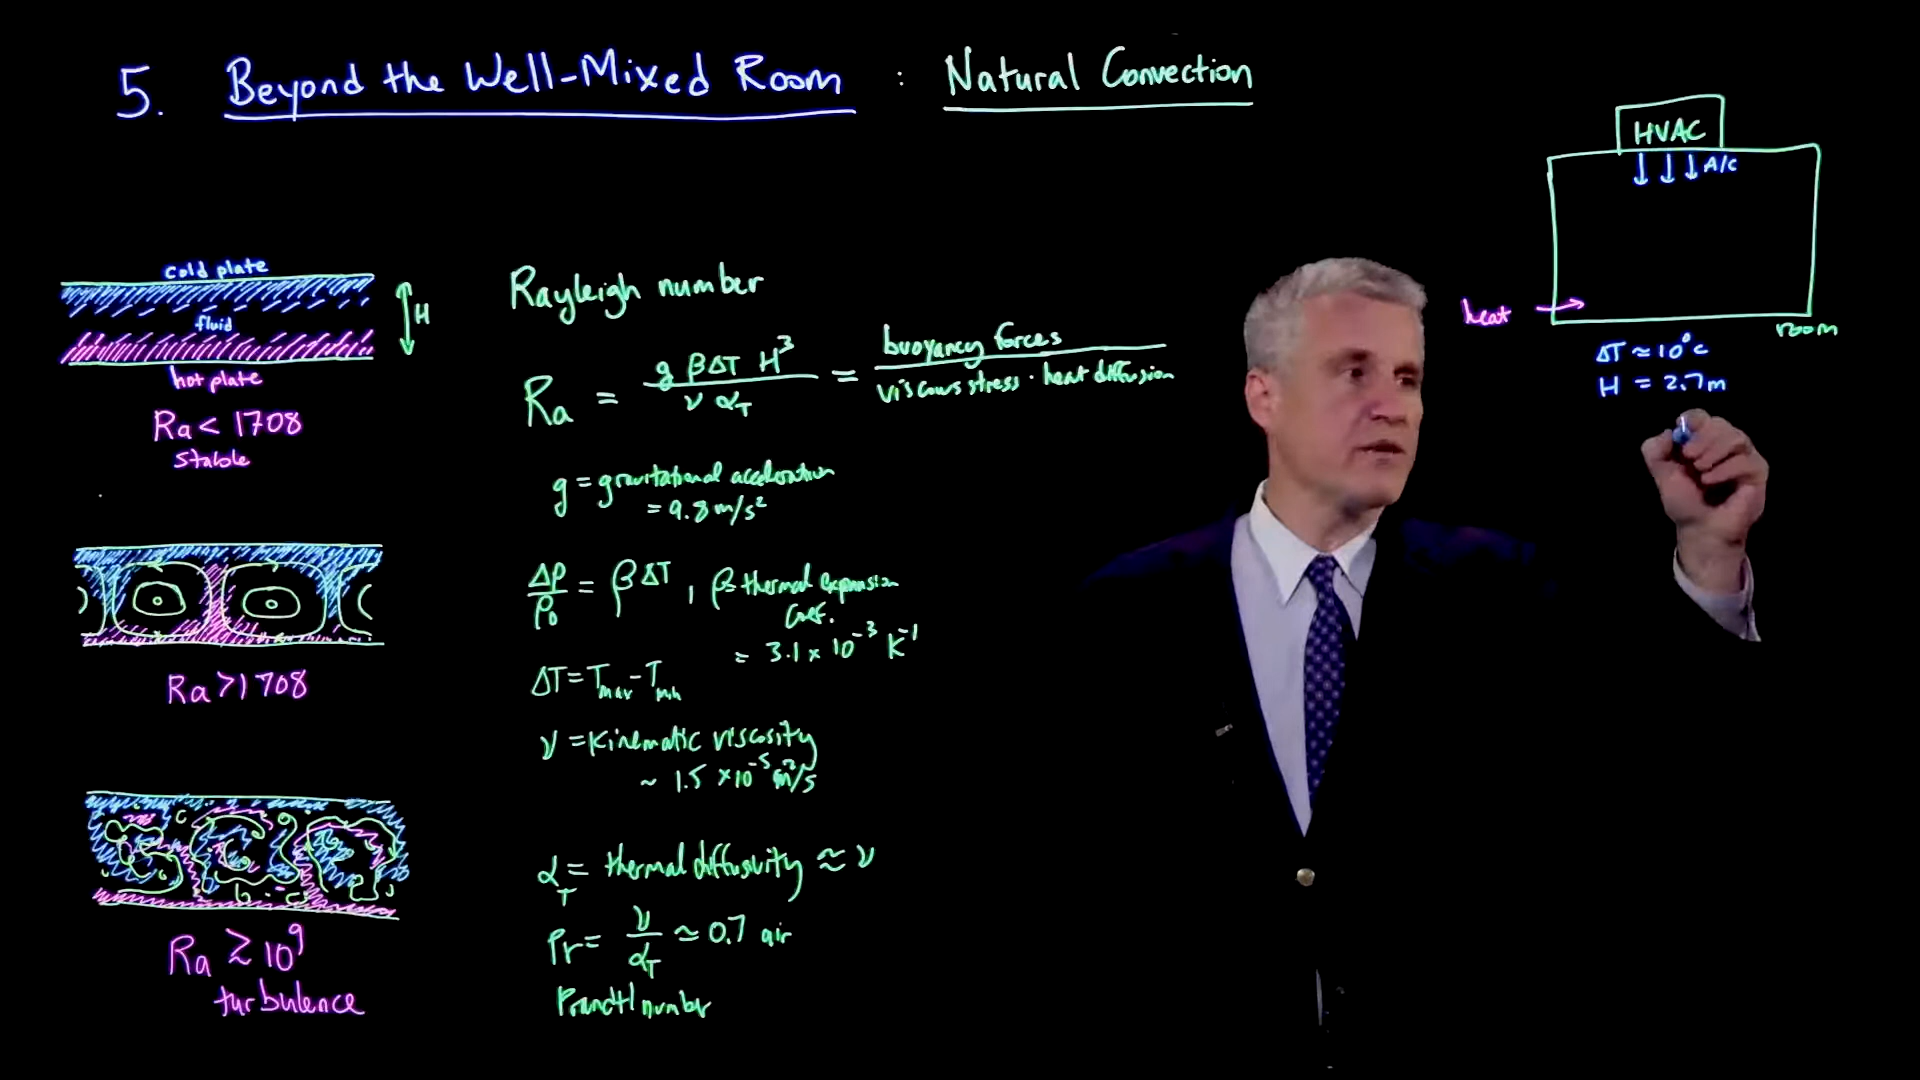 5. Beyond the Well-Mixed Room : Natural Convection
HVAC
A/C
heat
room
ΔT ≈ 10°C
H = 2.7m
cold plate
fluid
H
hot plate
Ra < 1708
stable
Ra > 1708
Ra ≳ 10⁹
turbulence
Rayleigh number
Ra = g β ΔT H³ / ν α_T = buoyancy forces / viscous stress · heat diffusion
g = gravitational acceleration
= 9.8 m/s²
Δρ/ρ₀ = β ΔT , β = thermal expansion
coef.
= 3.1 × 10⁻³ K⁻¹
ΔT = T_max - T_min
ν = kinematic viscosity
~ 1.5 × 10⁻⁵ m²/s
α_T = thermal diffusivity ≈ ν
Pr = ν/α_T ≈ 0.7 air
Prandtl number